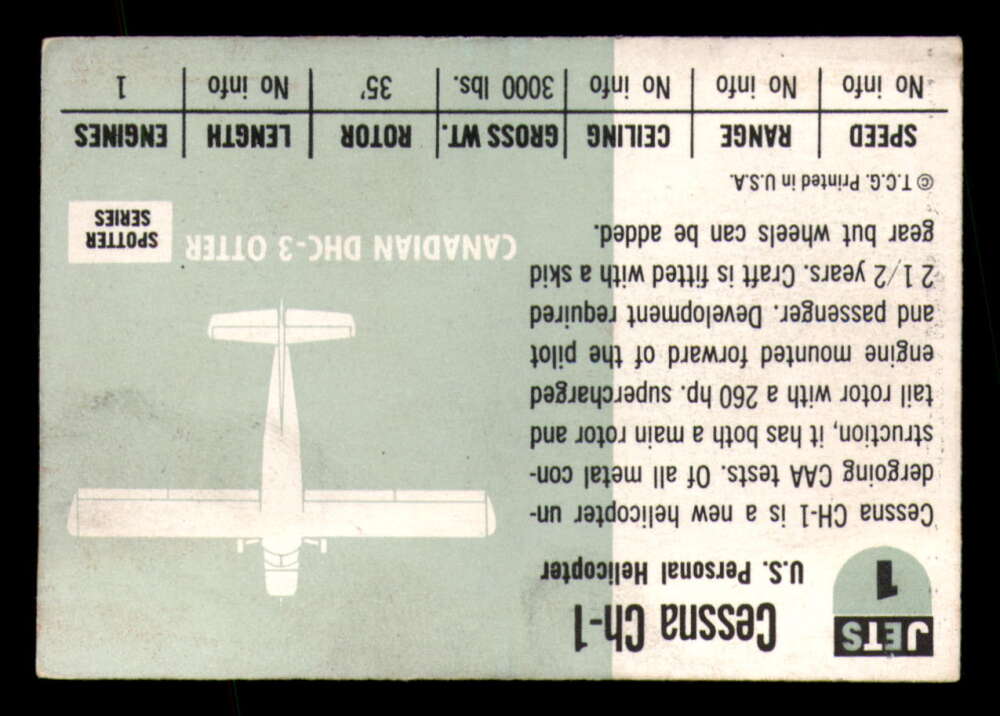 JETS
1
Cessna Ch-1
U.S. Personal Helicopter
Cessna CH-1 is a new helicopter un-
dergoing CAA tests. Of all metal con-
struction, it has both a main rotor and
tail rotor with a 260 hp. supercharged
engine mounted forward of the pilot
and passenger. Development required
2 1/2 years. Craft is fitted with a skid
gear but wheels can be added.
© T.C.G. Printed in U.S.A.
CANADIAN DHC-3 OTTER
SPOTTER
SERIES
SPEED RANGE CEILING GROSS WT. ROTOR LENGTH ENGINES
No info No info No info 3000 lbs. 35' No info 1